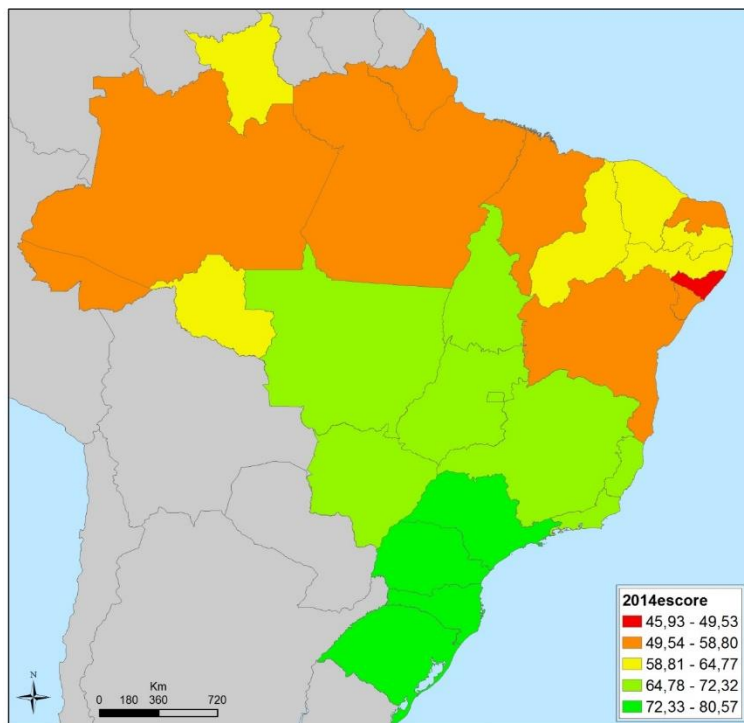 N
Km
0 180 360 720
2014escore
45,93 - 49,53
49,54 - 58,80
58,81 - 64,77
64,78 - 72,32
72,33 - 80,57